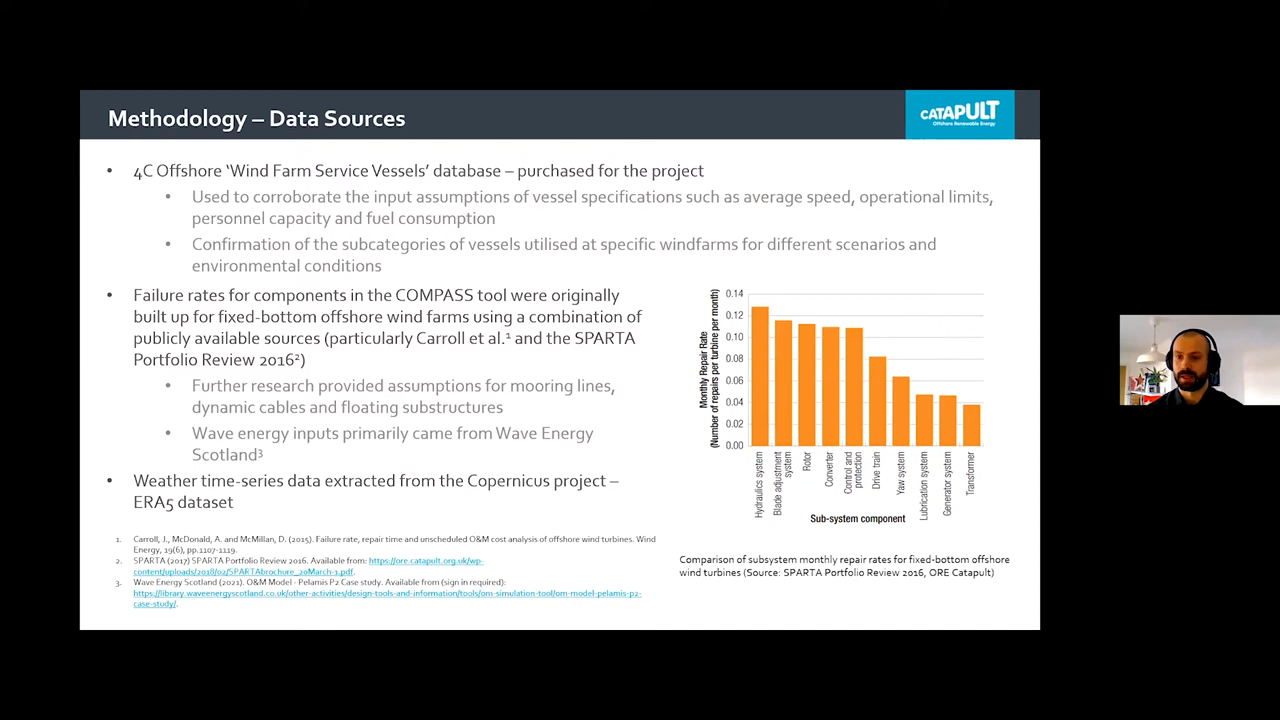 Methodology – Data Sources
CATAPULT
Offshore Renewable Energy
• 4C Offshore ‘Wind Farm Service Vessels’ database – purchased for the project
• Used to corroborate the input assumptions of vessel specifications such as average speed, operational limits,
personnel capacity and fuel consumption
• Confirmation of the subcategories of vessels utilised at specific windfarms for different scenarios and
environmental conditions
• Failure rates for components in the COMPASS tool were originally
built up for fixed-bottom offshore wind farms using a combination of
publicly available sources (particularly Carroll et al.¹ and the SPARTA
Portfolio Review 2016²)
• Further research provided assumptions for mooring lines,
dynamic cables and floating substructures
• Wave energy inputs primarily came from Wave Energy
Scotland³
• Weather time-series data extracted from the Copernicus project –
ERA5 dataset
1. Carroll, J., McDonald, A. and McMillan, D. (2015). Failure rate, repair time and unscheduled O&M cost analysis of offshore wind turbines. Wind
Energy, 19(6), pp.1107-1119.
2. SPARTA (2017) SPARTA Portfolio Review 2016. Available from: https://ore.catapult.org.uk/wp-
content/uploads/2018/02/SPARTAbrochure_20March-1.pdf.
3. Wave Energy Scotland (2021). O&M Model - Pelamis P2 Case study. Available from (sign in required):
https://library.waveenergyscotland.co.uk/other-activities/design-tools-and-information/tools/om-simulation-tool/om-model-pelamis-p2-
case-study/.
Monthly Repair Rate
(Number of repairs per turbine per month)
0.14
0.12
0.10
0.08
0.06
0.04
0.02
0.00
Hydraulics system
Blade adjustment
system
Rotor
Converter
Control and
protection
Drive train
Yaw system
Lubrication system
Generator system
Transformer
Sub-system component
Comparison of subsystem monthly repair rates for fixed-bottom offshore
wind turbines (Source: SPARTA Portfolio Review 2016, ORE Catapult)